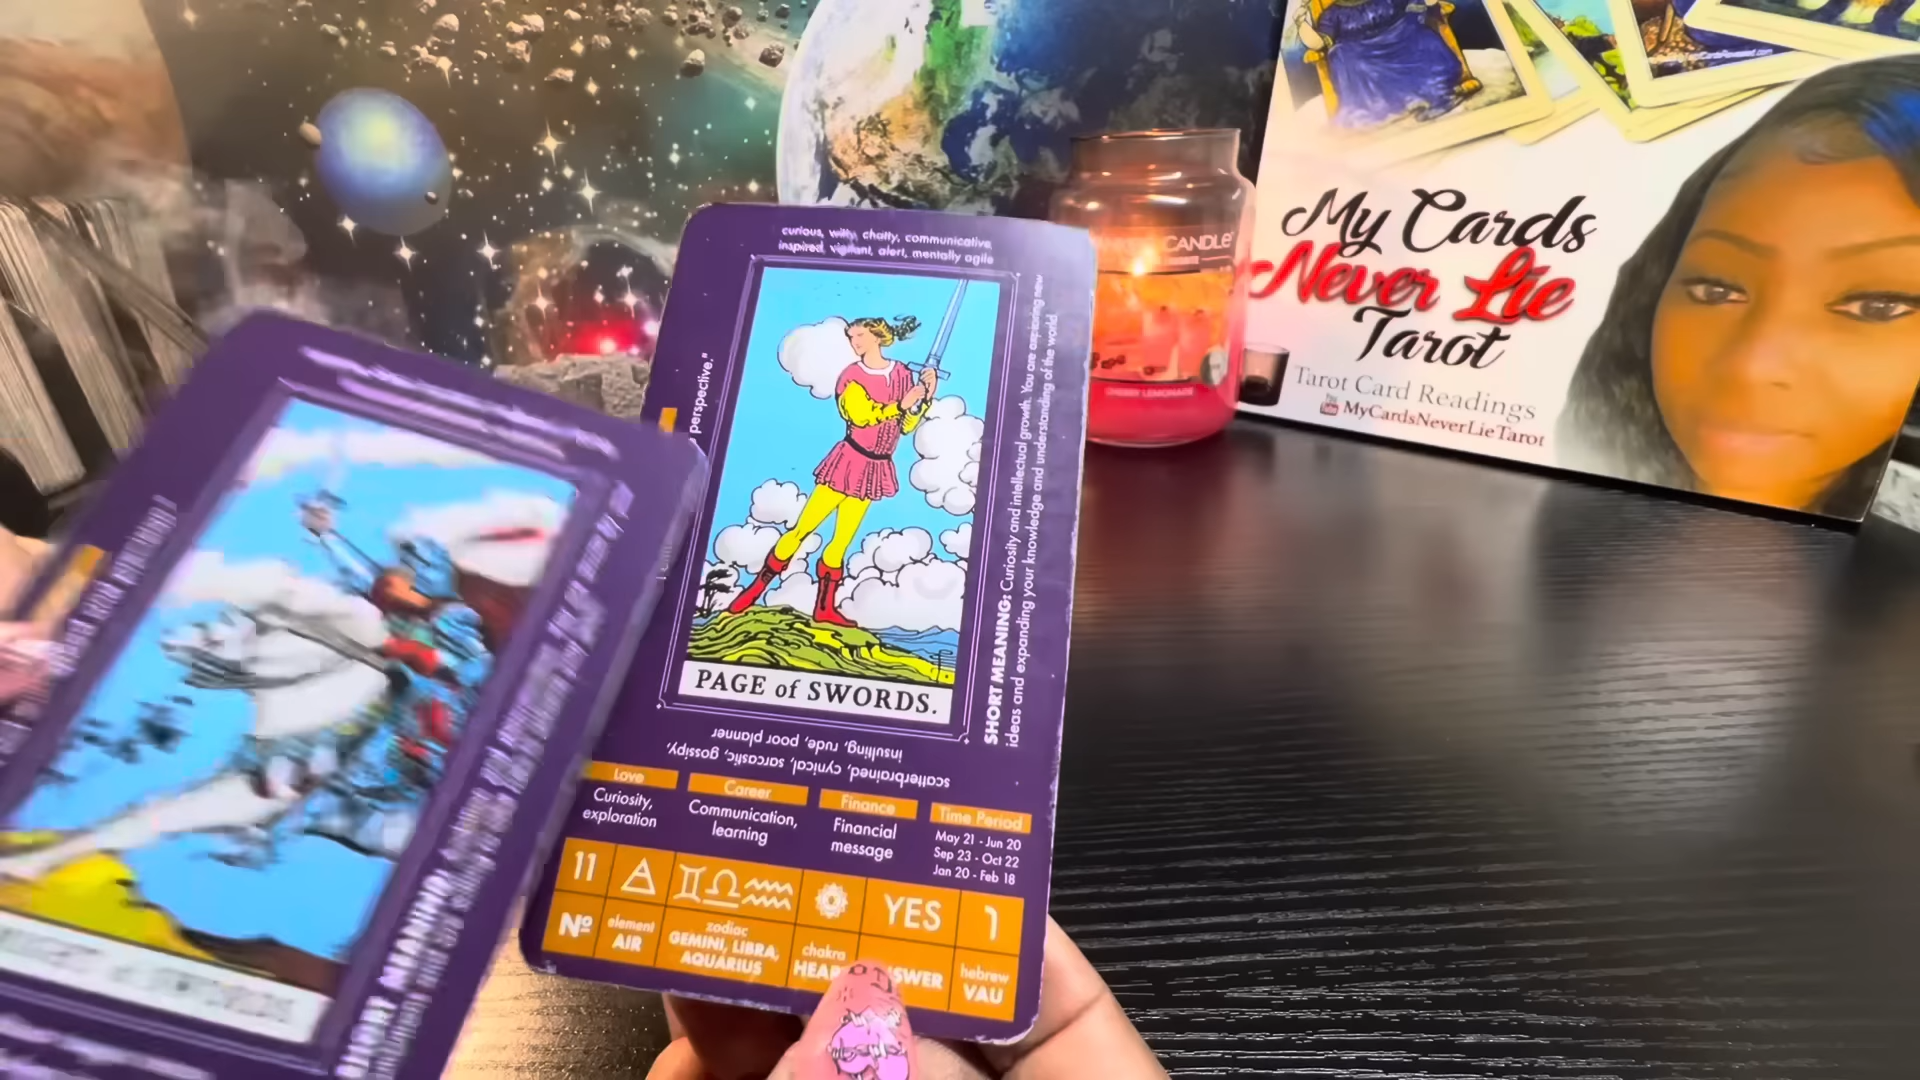 My Cards
Never Lie
Tarot
Tarot Card Readings
MyCardsNeverLieTarot
CANDLE
curious, witty, chatty, communicative,
inspired, vigilant, alert, mentally agile
perspective."
PAGE of SWORDS.
SHORT MEANING: Curiosity and intellectual growth. You are exploring new
ideas and expanding your knowledge and understanding of the world.
scatterbrained, cynical, sarcastic, gossipy,
insulting, rude, poor planner
Love
Curiosity,
exploration
Career
Communication,
learning
Finance
Financial
message
Time Period
May 21 - Jun 20
Sep 23 - Oct 22
Jan 20 - Feb 18
11
YES
ו
Nº
element
AIR
zodiac
GEMINI, LIBRA,
AQUARIUS
chakra
HEAR
SWER
hebrew
VAU
SHORT MEANING: